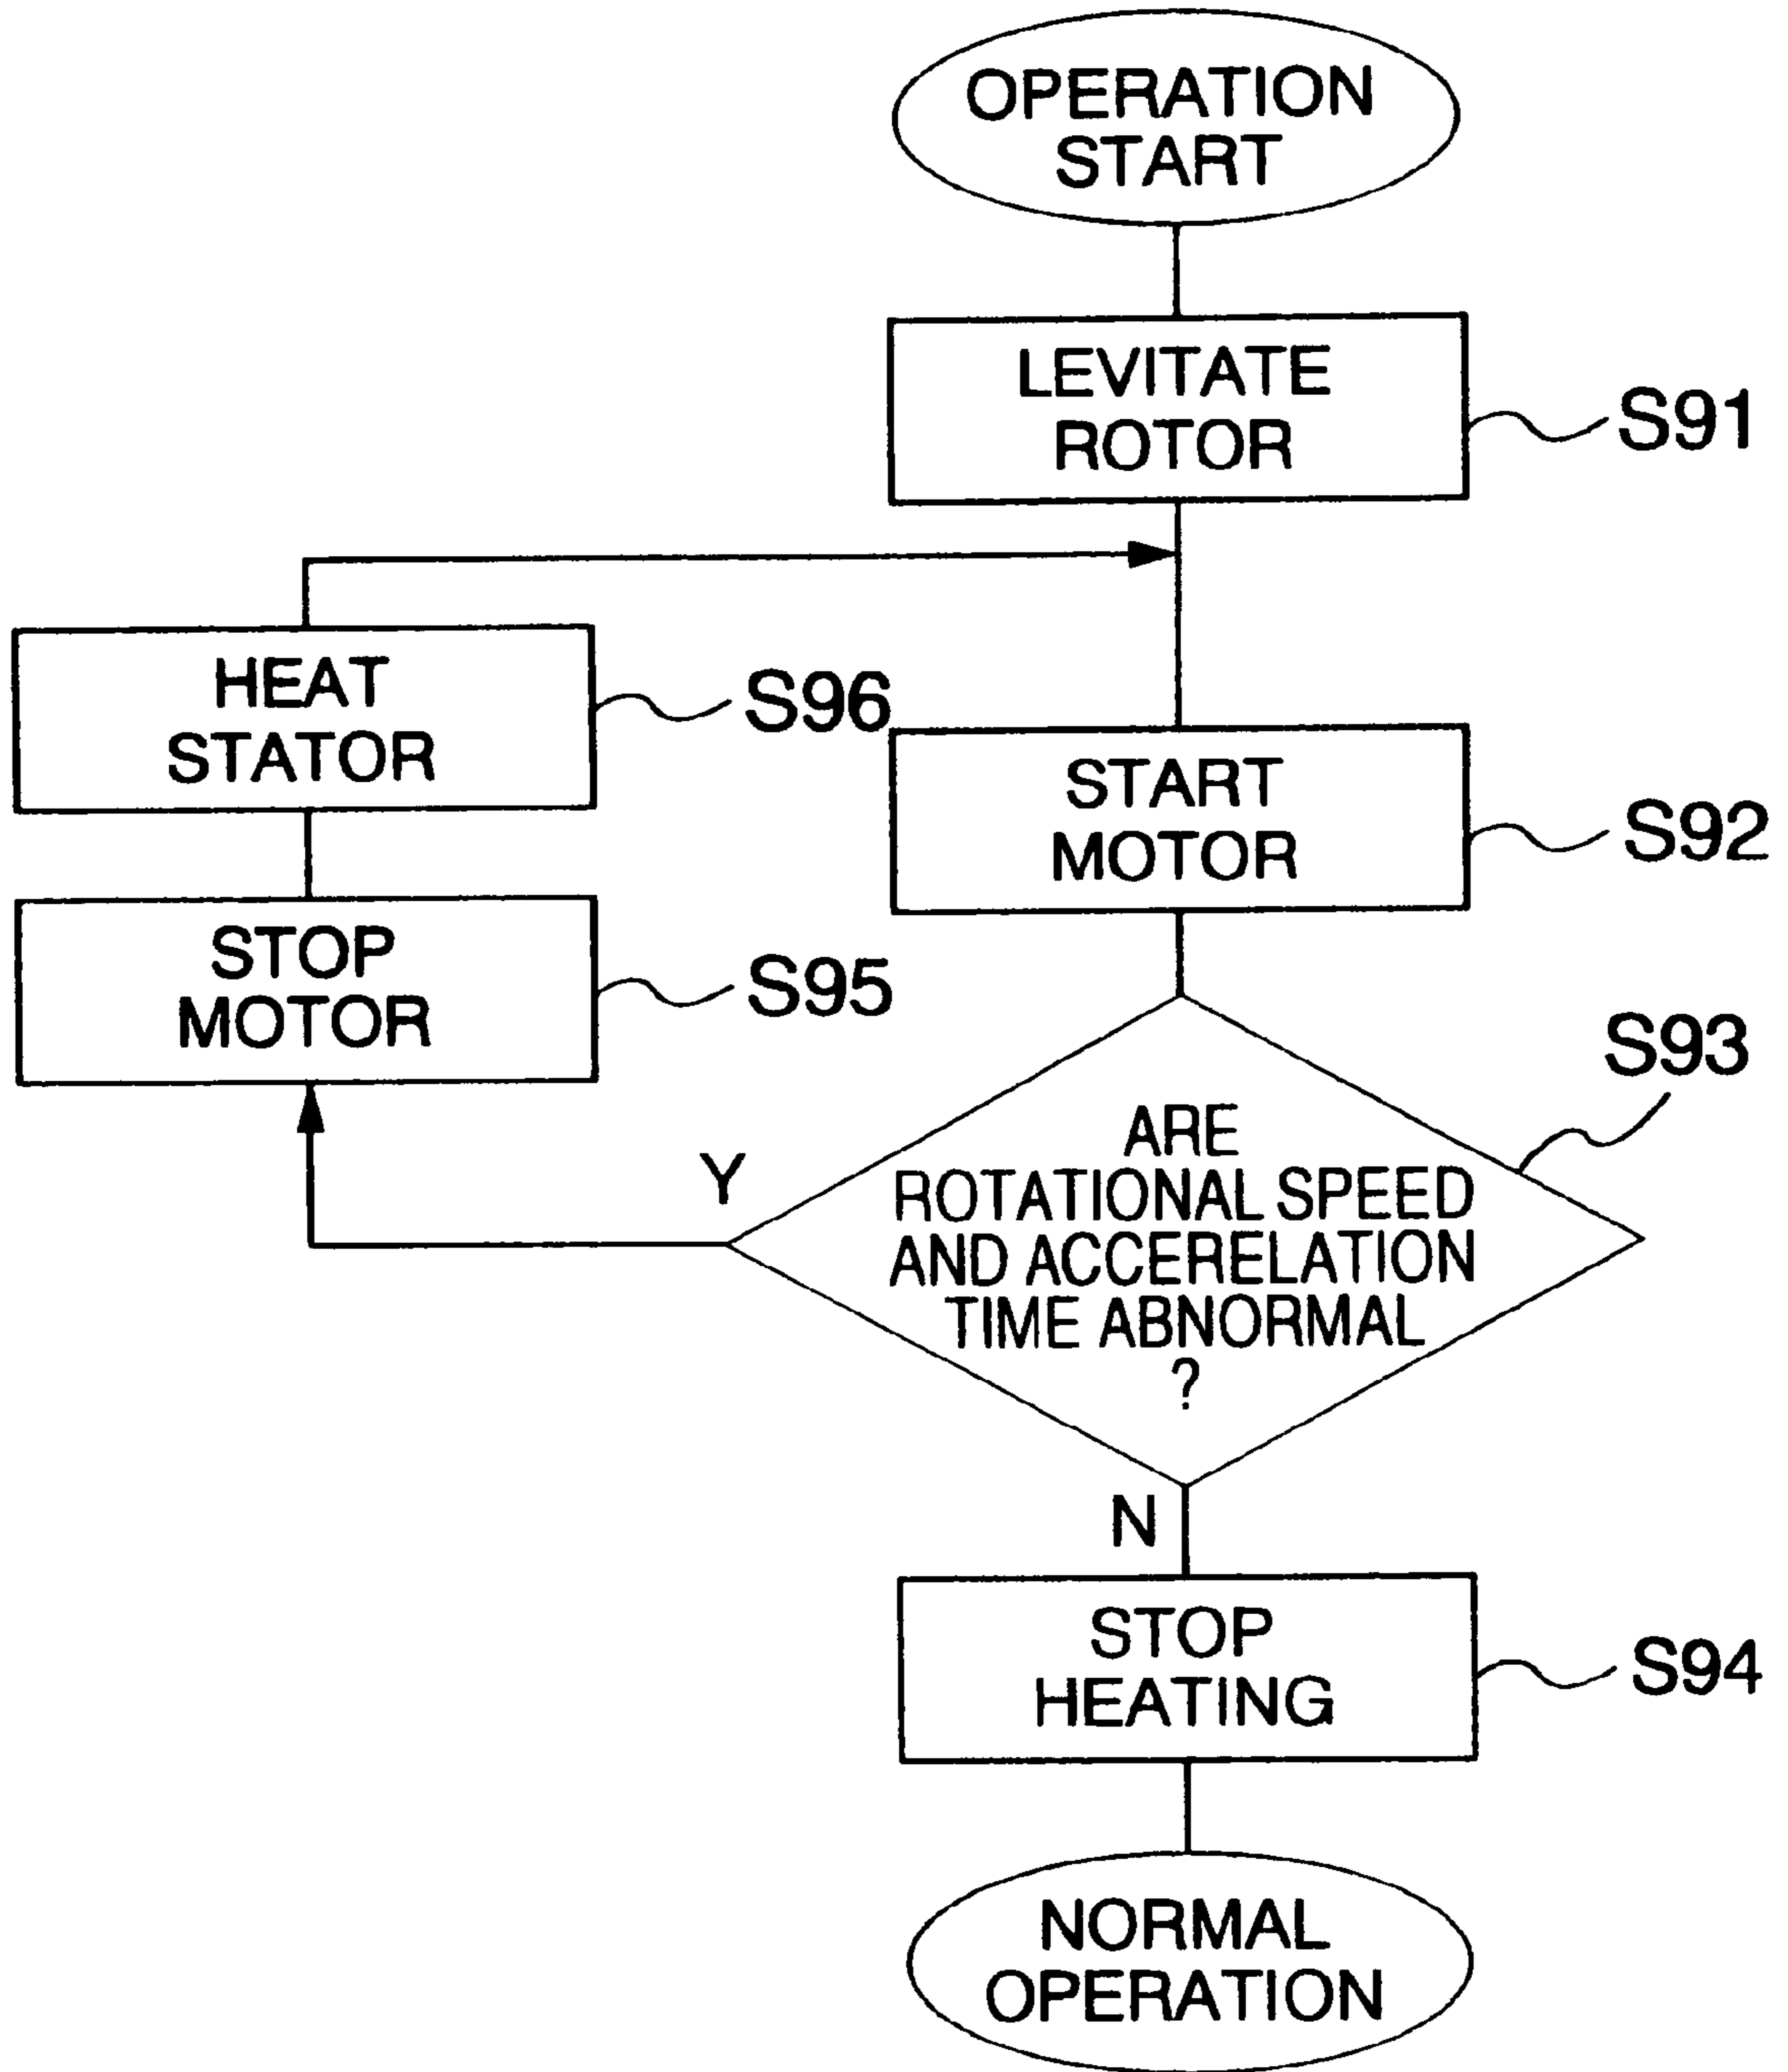 OPERATION
START
LEVITATE
ROTOR
S91
HEAT
STATOR
S96
START
MOTOR
S92
STOP
MOTOR
S95
S93
ARE
ROTATIONAL SPEED
AND ACCERELATION
TIME ABNORMAL
?
Y
N
STOP
HEATING
S94
NORMAL
OPERATION